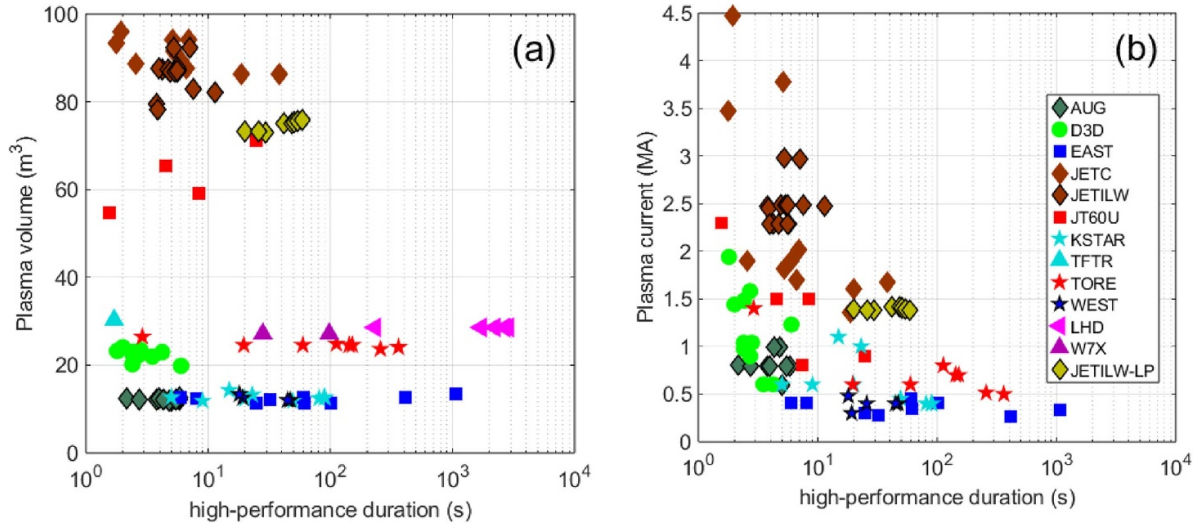 (a)
Plasma volume (m³)
100
80
60
40
20
0
10⁰ 10¹ 10² 10³ 10⁴
high-performance duration (s)
(b)
Plasma current (MA)
4.5
4
3.5
3
2.5
2
1.5
1
0.5
0
10⁰ 10¹ 10² 10³ 10⁴
high-performance duration (s)
AUG
D3D
EAST
JETC
JETILW
JT60U
KSTAR
TFTR
TORE
WEST
LHD
W7X
JETILW-LP